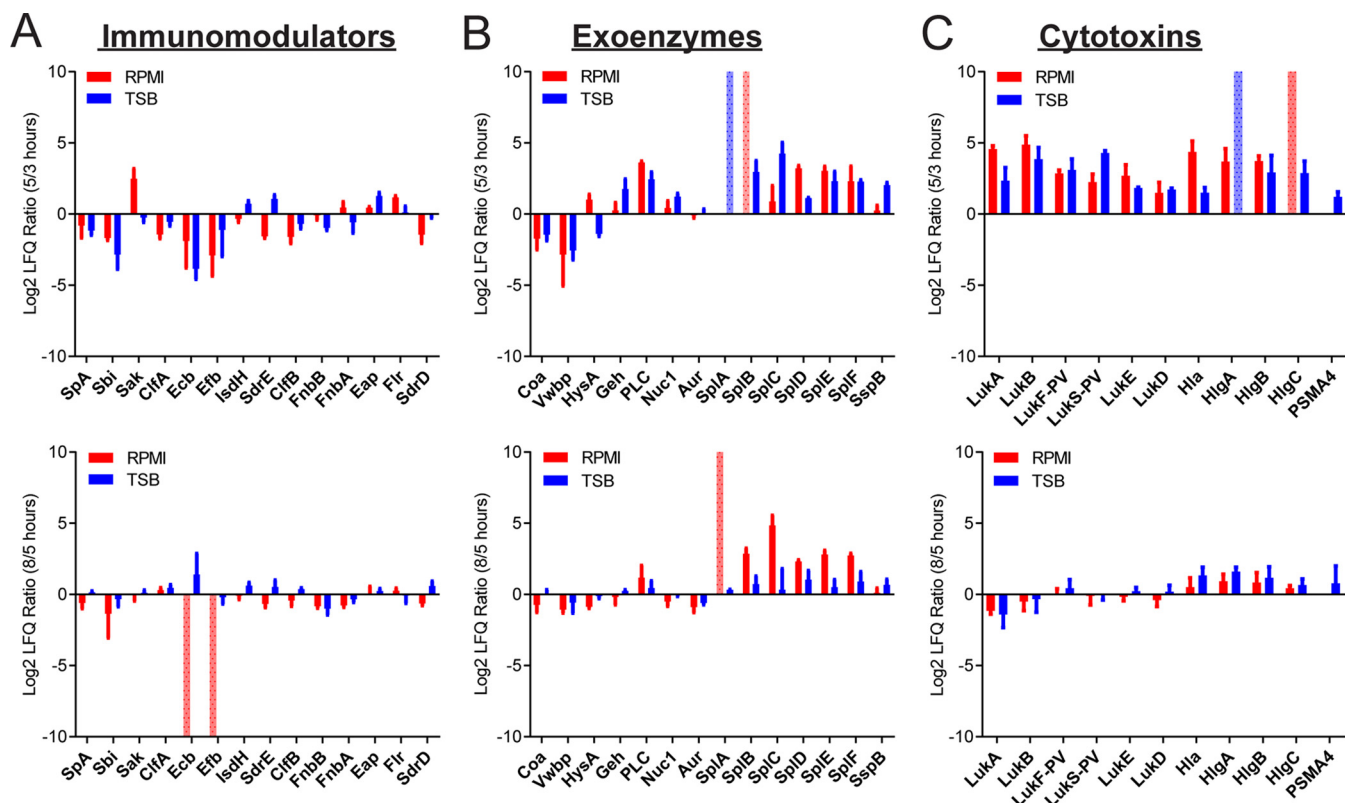 A Immunomodulators
RPMI
TSB
Log2 LFQ Ratio (5/3 hours)
10
5
0
-5
-10
SpA Sbi Sak ClfA Ecb Efb IsdH SdrE ClfB FnbB FnbA Eap Flr SdrD
RPMI
TSB
Log2 LFQ Ratio (8/5 hours)
10
5
0
-5
-10
SpA Sbi Sak ClfA Ecb Efb IsdH SdrE ClfB FnbB FnbA Eap Flr SdrD
B Exoenzymes
RPMI
TSB
Log2 LFQ Ratio (5/3 hours)
10
5
0
-5
-10
Coa Vwbp HysA Geh PLC Nuc1 Aur SplA SplB SplC SplD SplE SplF SspB
RPMI
TSB
Log2 LFQ Ratio (8/5 hours)
10
5
0
-5
-10
Coa Vwbp HysA Geh PLC Nuc1 Aur SplA SplB SplC SplD SplE SplF SspB
C Cytotoxins
RPMI
TSB
Log2 LFQ Ratio (5/3 hours)
10
5
0
-5
-10
LukA LukB LukF-PV LukS-PV LukE LukD Hla HlgA HlgB HlgC PSMA4
RPMI
TSB
Log2 LFQ Ratio (8/5 hours)
10
5
0
-5
-10
LukA LukB LukF-PV LukS-PV LukE LukD Hla HlgA HlgB HlgC PSMA4